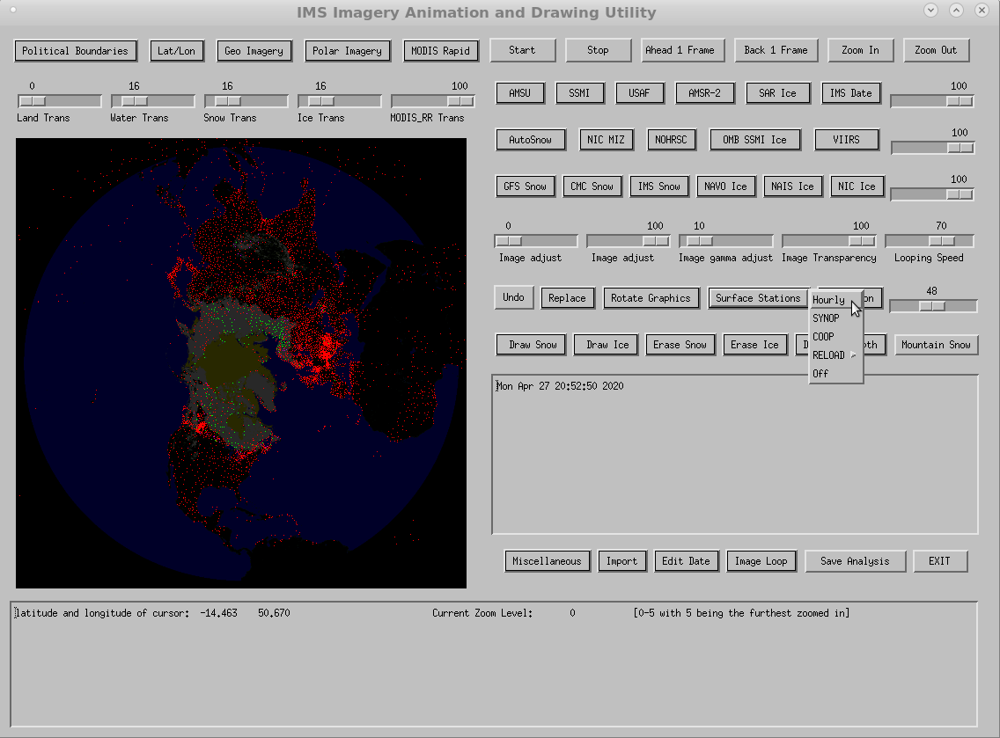 IMS Imagery Animation and Drawing Utility
Political Boundaries Lat/Lon Geo Imagery Polar Imagery MODIS Rapid Start Stop Ahead 1 Frame Back 1 Frame Zoom In Zoom Out
0 16 16 16 100
Land Trans Water Trans Snow Trans Ice Trans MODIS_RR Trans
AMSU SSMI USAF AMSR-2 SAR Ice IMS Date 100
AutoSnow NIC MIZ NOHRSC OMB SSMI Ice VIIRS 100
GFS Snow CMC Snow IMS Snow NAVO Ice NAIS Ice NIC Ice 100
0 100 10 100 70
Image adjust Image adjust Image gamma adjust Image Transparency Looping Speed
Undo Replace Rotate Graphics Surface Stations 48
Hourly
SYNOP
COOP
RELOAD
Off
Draw Snow Draw Ice Erase Snow Erase Ice Mountain Snow
Mon Apr 27 20:52:50 2020
Miscellaneous Import Edit Date Image Loop Save Analysis EXIT
latitude and longitude of cursor: -14.463 50.670 Current Zoom Level: 0 [0-5 with 5 being the furthest zoomed in]